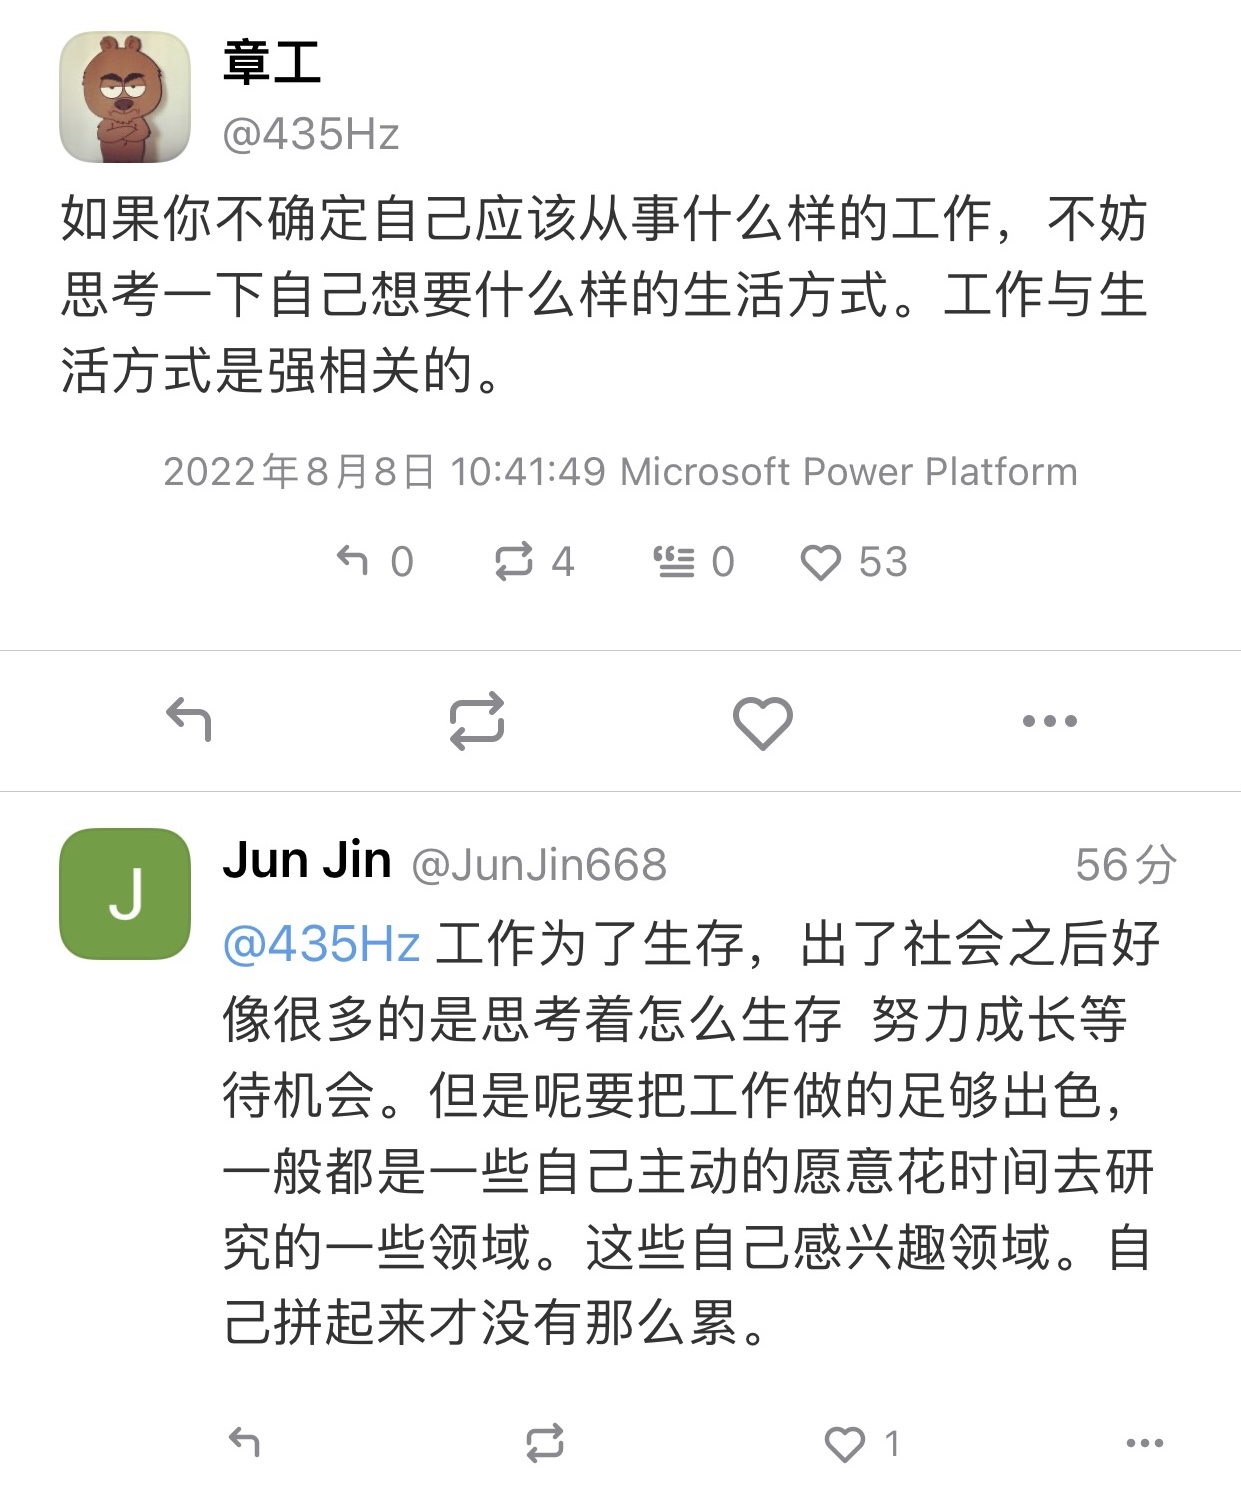 章工
@435Hz
如果你不确定自己应该从事什么样的工作，不妨
思考一下自己想要什么样的生活方式。工作与生
活方式是强相关的。
2022年8月8日 10:41:49 Microsoft Power Platform
0 4 0 53
J
Jun Jin @JunJin668 56分
@435Hz 工作为了生存，出了社会之后好
像很多的是思考着怎么生存 努力成长等
待机会。但是呢要把工作做的足够出色，
一般都是一些自己主动的愿意花时间去研
究的一些领域。这些自己感兴趣领域。自
己拼起来才没有那么累。
1